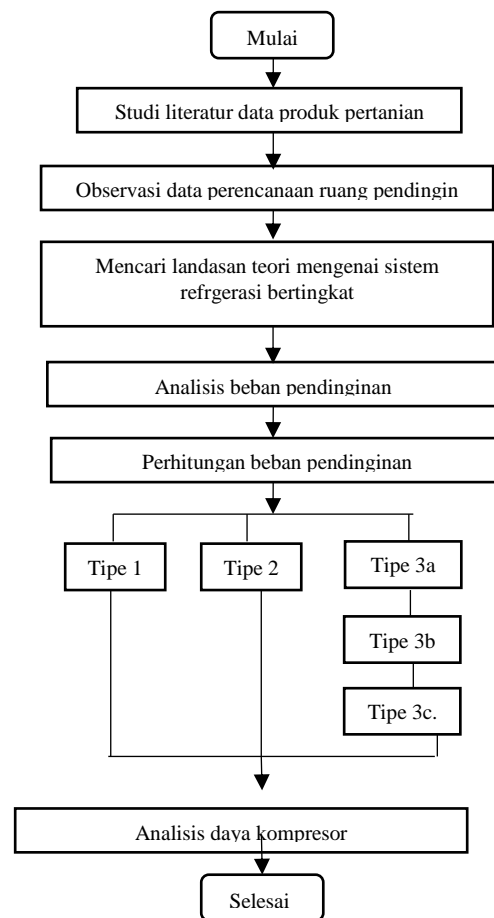 Mulai
Studi literatur data produk pertanian
Observasi data perencanaan ruang pendingin
Mencari landasan teori mengenai sistem
refrgerasi bertingkat
Analisis beban pendinginan
Perhitungan beban pendinginan
Tipe 1
Tipe 2
Tipe 3a
Tipe 3b
Tipe 3c.
Analisis daya kompresor
Selesai